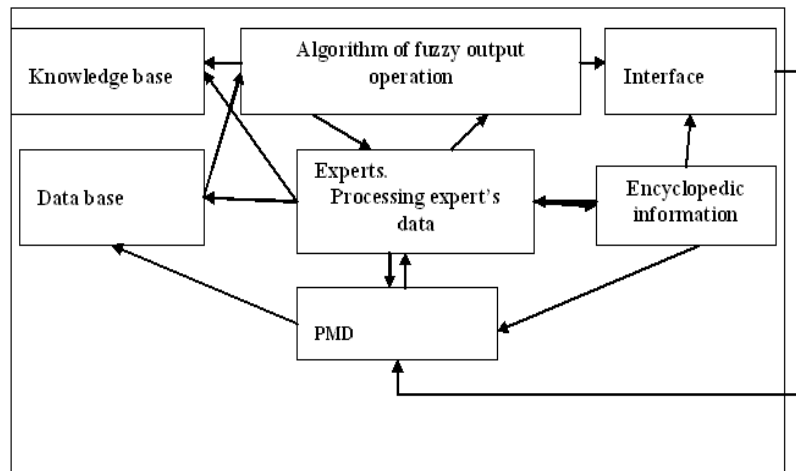 Knowledge base
Algorithm of fuzzy output
operation
Interface
Data base
Experts.
Processing expert's
data
Encyclopedic
information
PMD